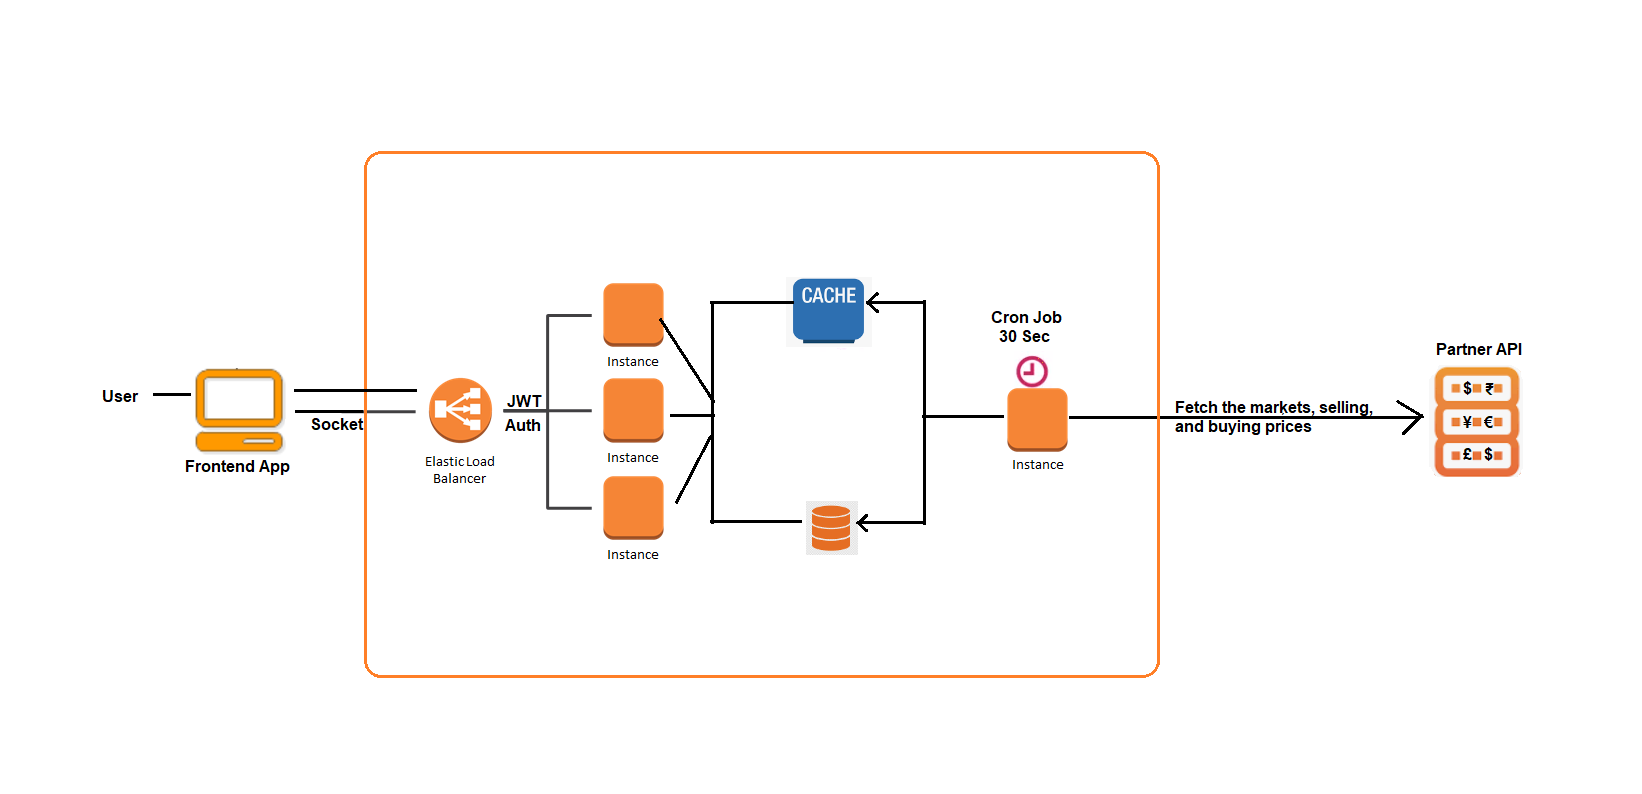 User
Frontend App
Socket
Elastic Load
Balancer
JWT
Auth
Instance
Instance
Instance
CACHE
Cron Job
30 Sec
Instance
Fetch the markets, selling,
and buying prices
Partner API
$ ₹
¥ €
£ $